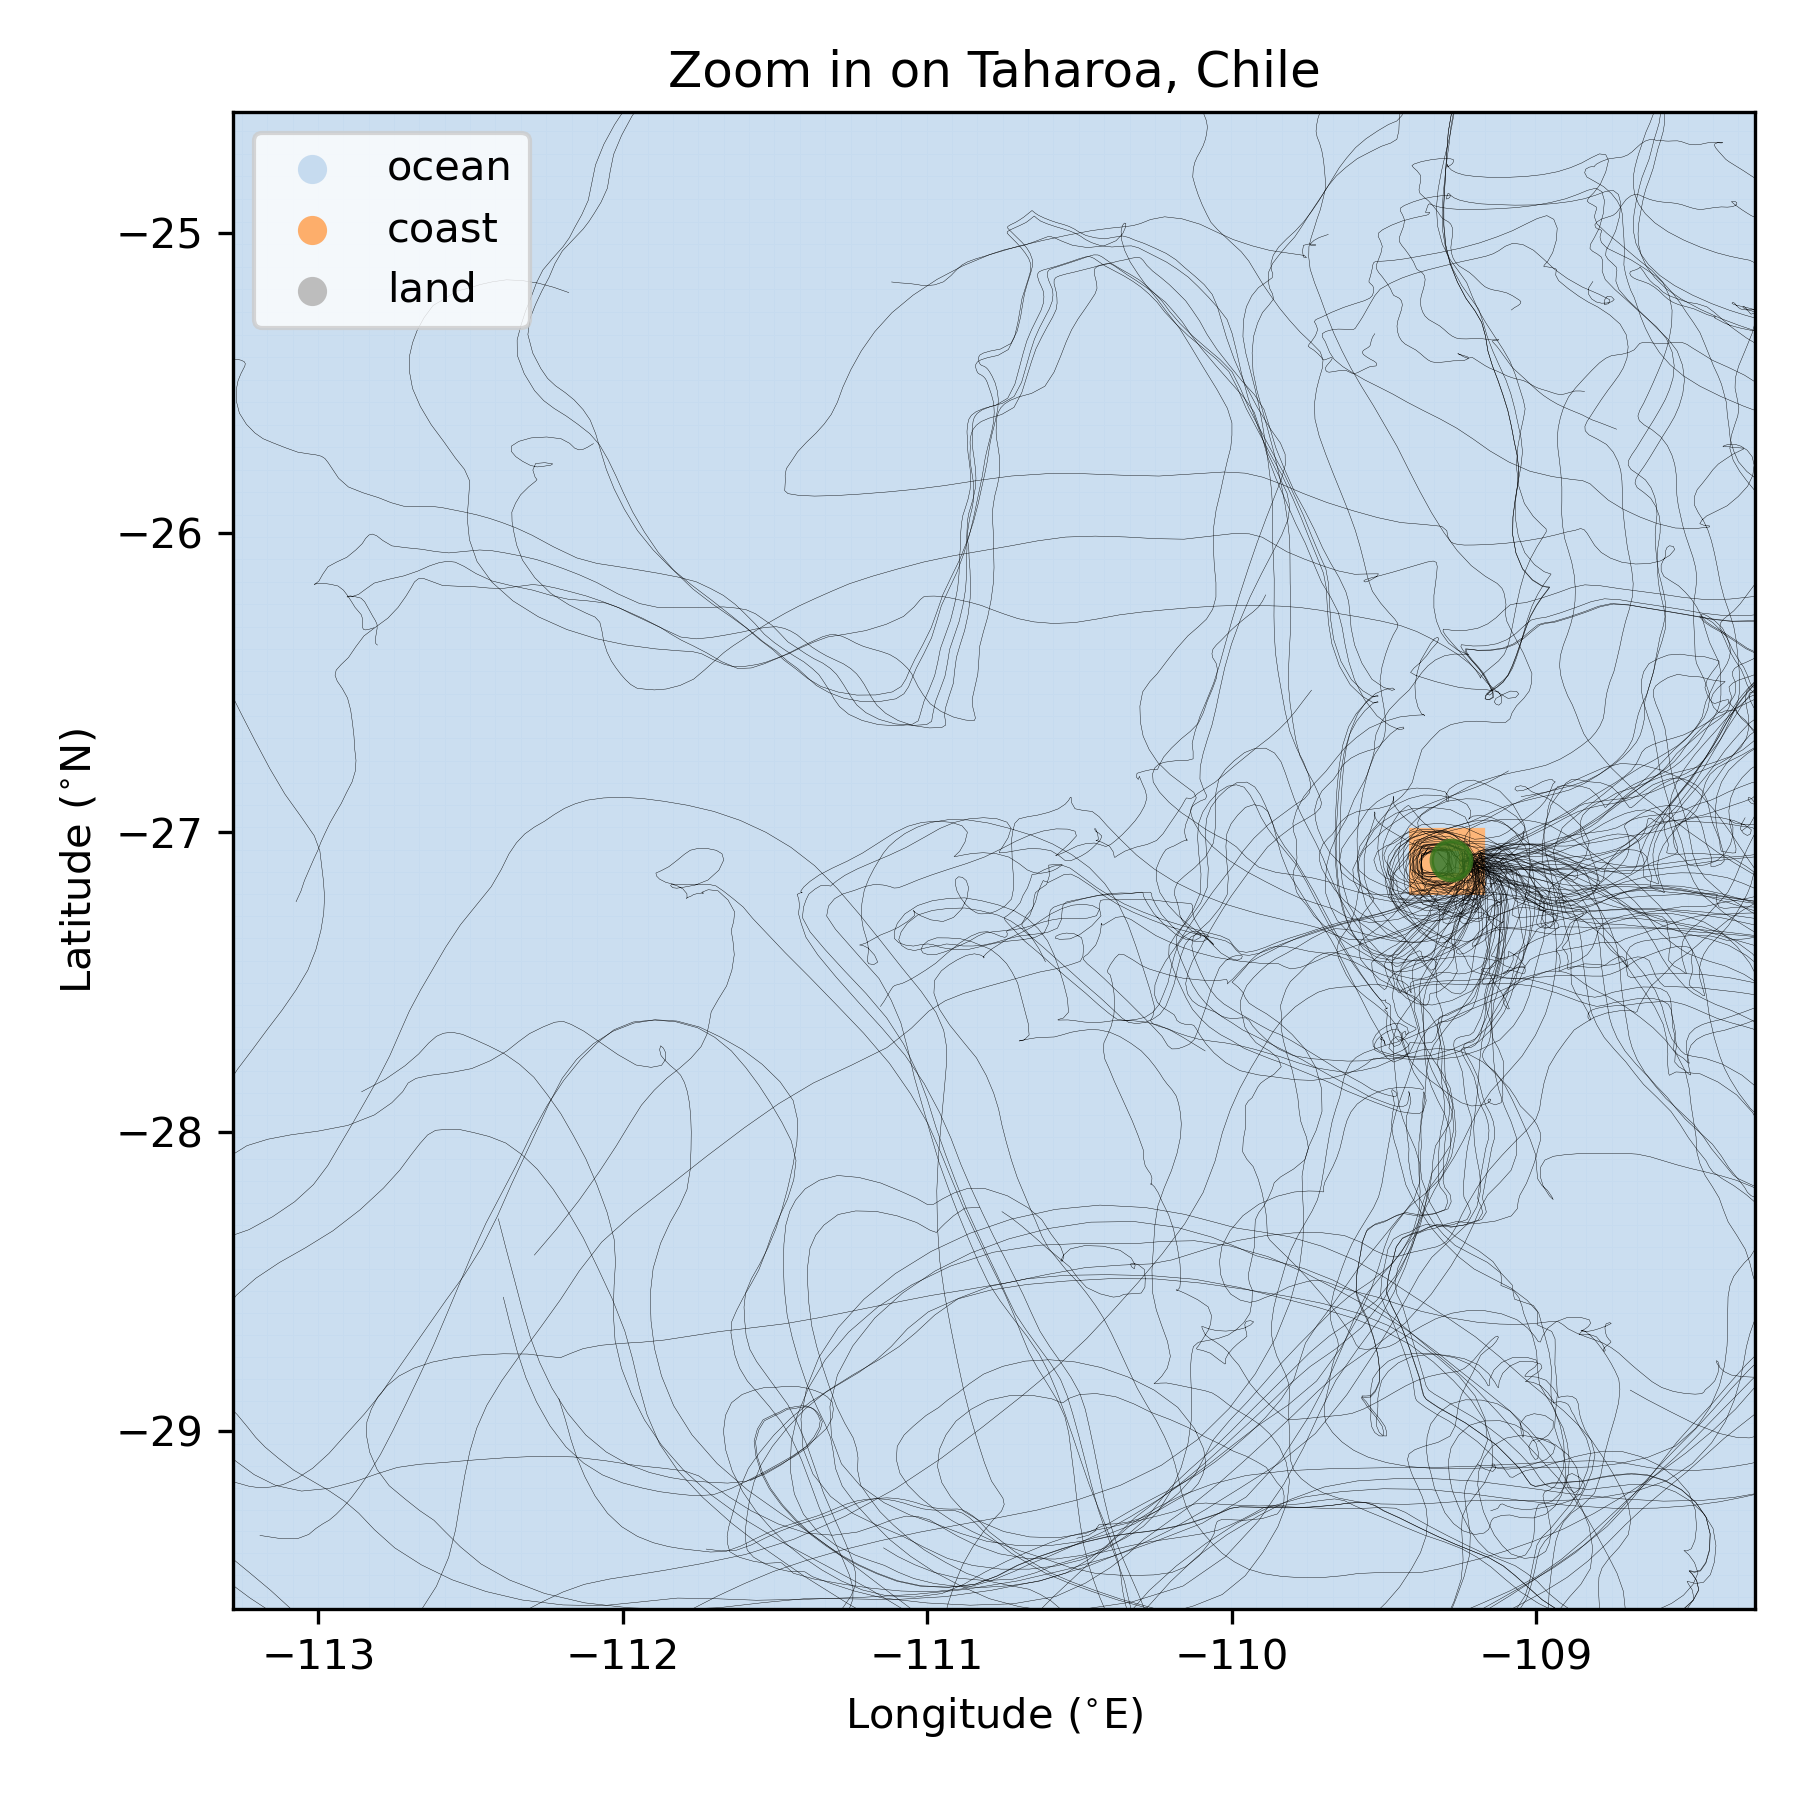 Zoom in on Taharoa, Chile
ocean
coast
land
−25
−26
−27
−28
−29
Latitude (°N)
−113 −112 −111 −110 −109
Longitude (°E)